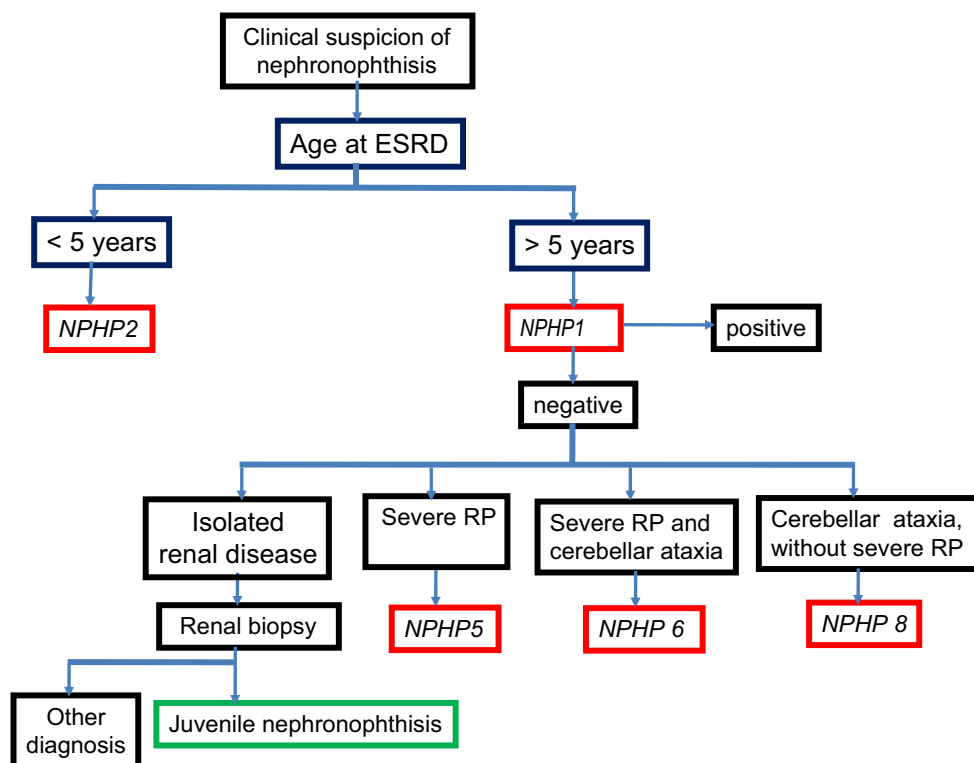 Clinical suspicion of
nephronophthisis
Age at ESRD
< 5 years
> 5 years
NPHP2
NPHP1
positive
negative
Isolated
renal disease
Severe RP
Severe RP and
cerebellar ataxia
Cerebellar ataxia,
without severe RP
Renal biopsy
NPHP5
NPHP 6
NPHP 8
Other
diagnosis
Juvenile nephronophthisis